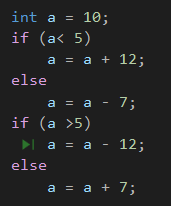 int a = 10;
if (a< 5)
    a = a + 12;
else
    a = a - 7;
if (a >5)
    a = a - 12;
else
    a = a + 7;